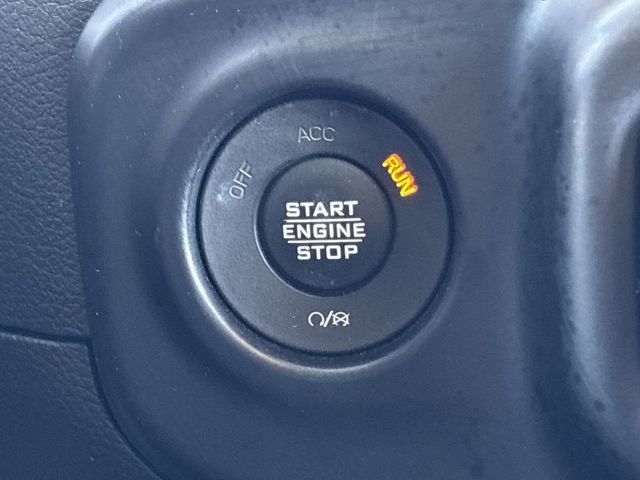 OFF
ACC
RUN
START
ENGINE
STOP